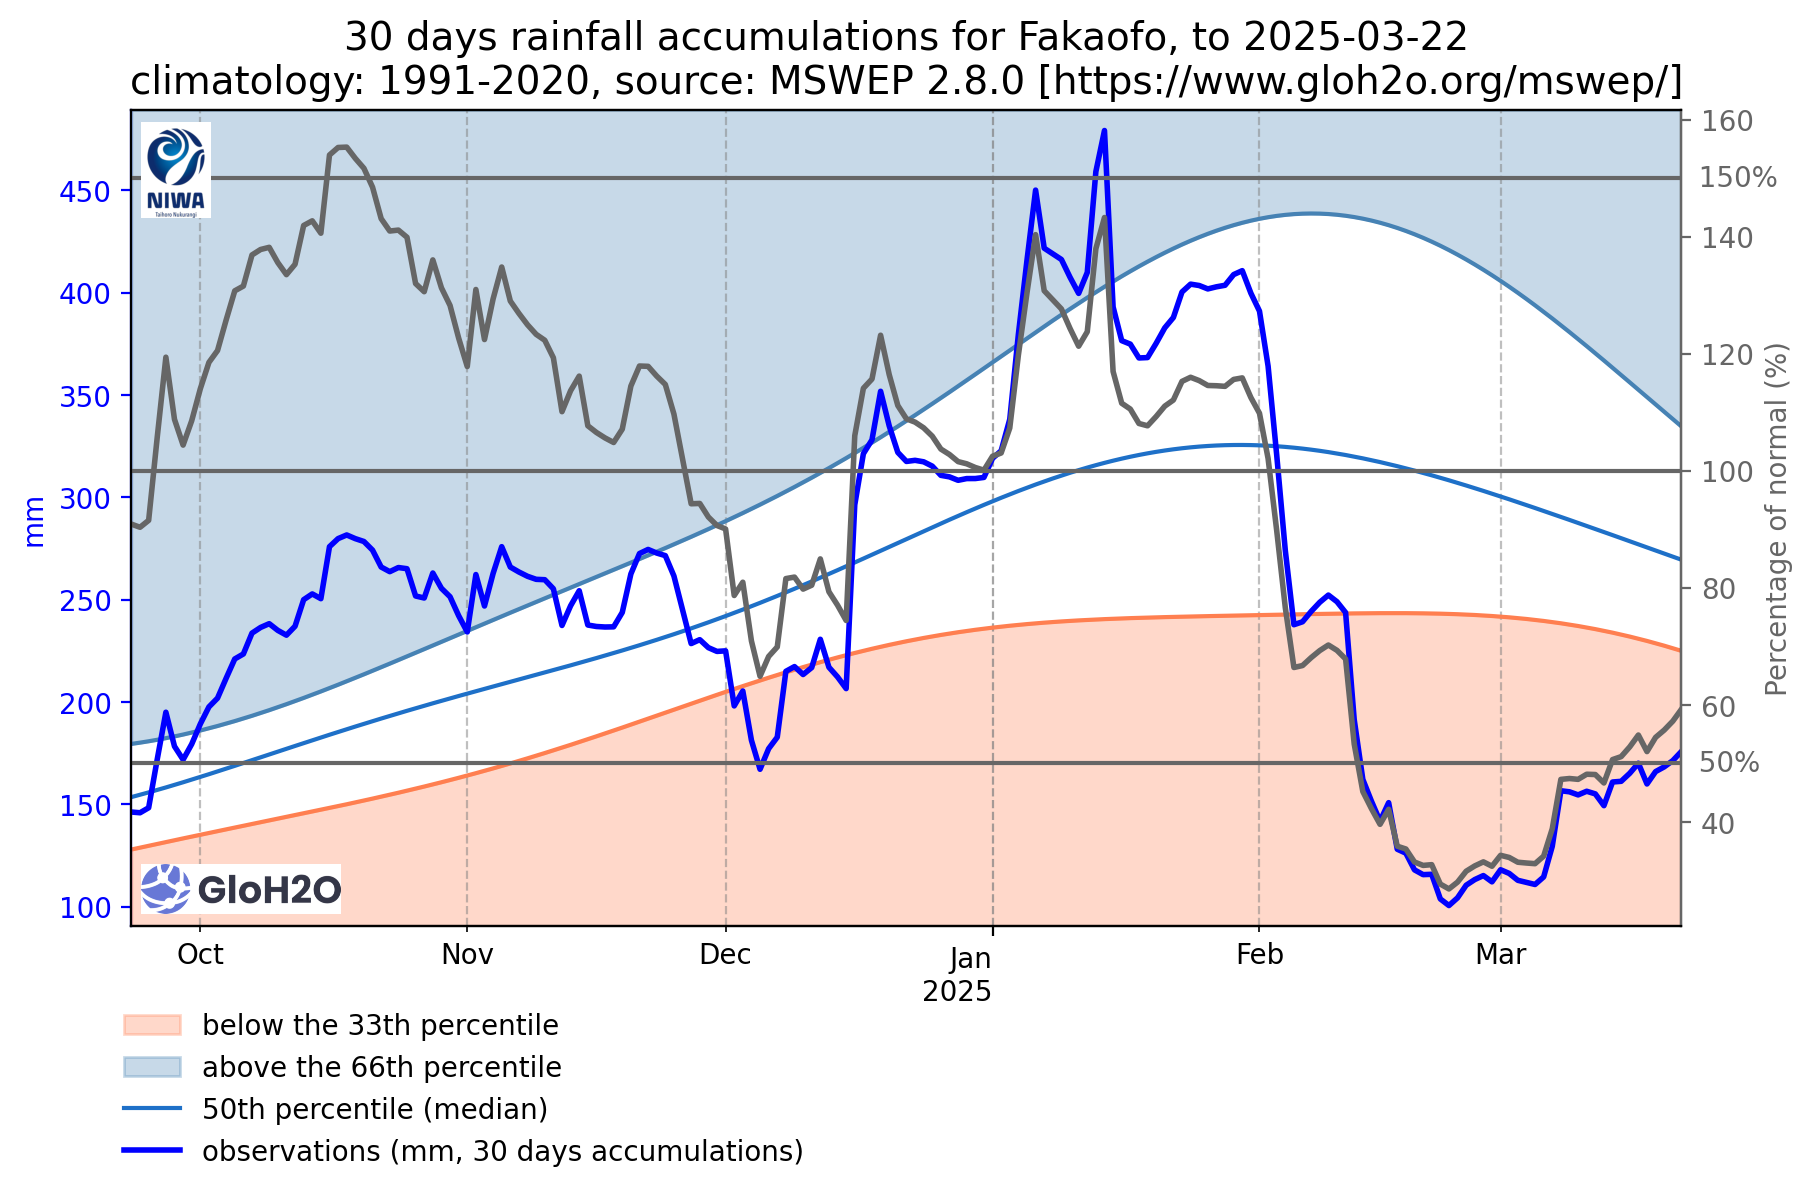 30 days rainfall accumulations for Fakaofo, to 2025-03-22
climatology: 1991-2020, source: MSWEP 2.8.0 [https://www.gloh2o.org/mswep/]
NIWA
Taihoro Nukurangi
450
400
350
300
250
200
150
100
mm
160
150%
140
120
100
80
60
50%
40
Percentage of normal (%)
GloH2O
Oct Nov Dec Jan Feb Mar
2025
below the 33th percentile
above the 66th percentile
50th percentile (median)
observations (mm, 30 days accumulations)